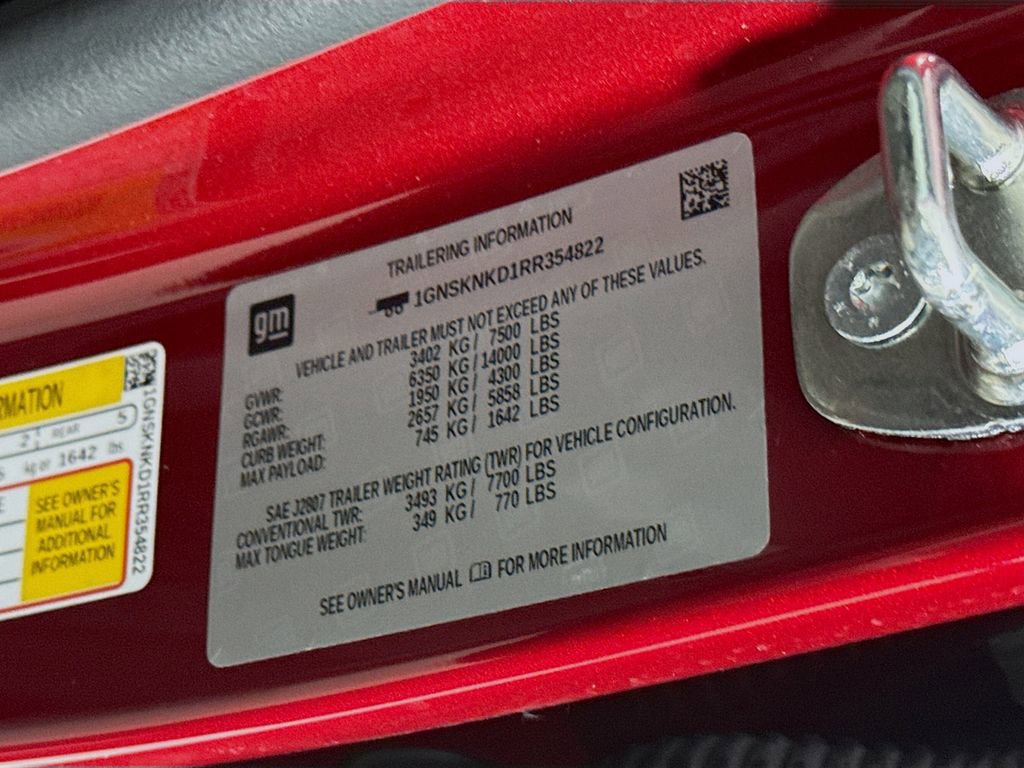 gm
TRAILERING INFORMATION
1GNSKNKD1RR354822
VEHICLE AND TRAILER MUST NOT EXCEED ANY OF THESE VALUES.
GVWR: 3402 KG / 7500 LBS
GCWR: 6350 KG / 14000 LBS
RGAWR: 1950 KG / 4300 LBS
CURB WEIGHT: 2657 KG / 5858 LBS
MAX PAYLOAD: 745 KG / 1642 LBS
SAE J2807 TRAILER WEIGHT RATING (TWR) FOR VEHICLE CONFIGURATION.
CONVENTIONAL TWR: 3493 KG / 7700 LBS
MAX TONGUE WEIGHT: 349 KG / 770 LBS
SEE OWNER'S MANUAL FOR MORE INFORMATION
2 REAR 5
kg or 1642 lbs
SEE OWNER'S
MANUAL FOR
ADDITIONAL
INFORMATION
1GNSKNKD1RR354822